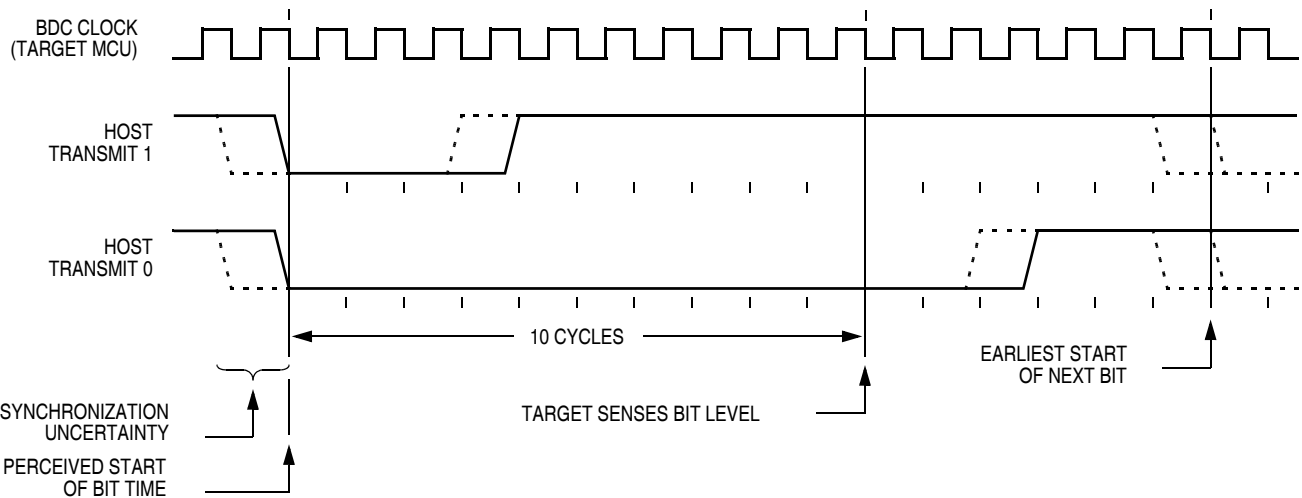 BDC CLOCK
(TARGET MCU)
HOST
TRANSMIT 1
HOST
TRANSMIT 0
10 CYCLES
EARLIEST START
OF NEXT BIT
SYNCHRONIZATION
UNCERTAINTY
TARGET SENSES BIT LEVEL
PERCEIVED START
OF BIT TIME